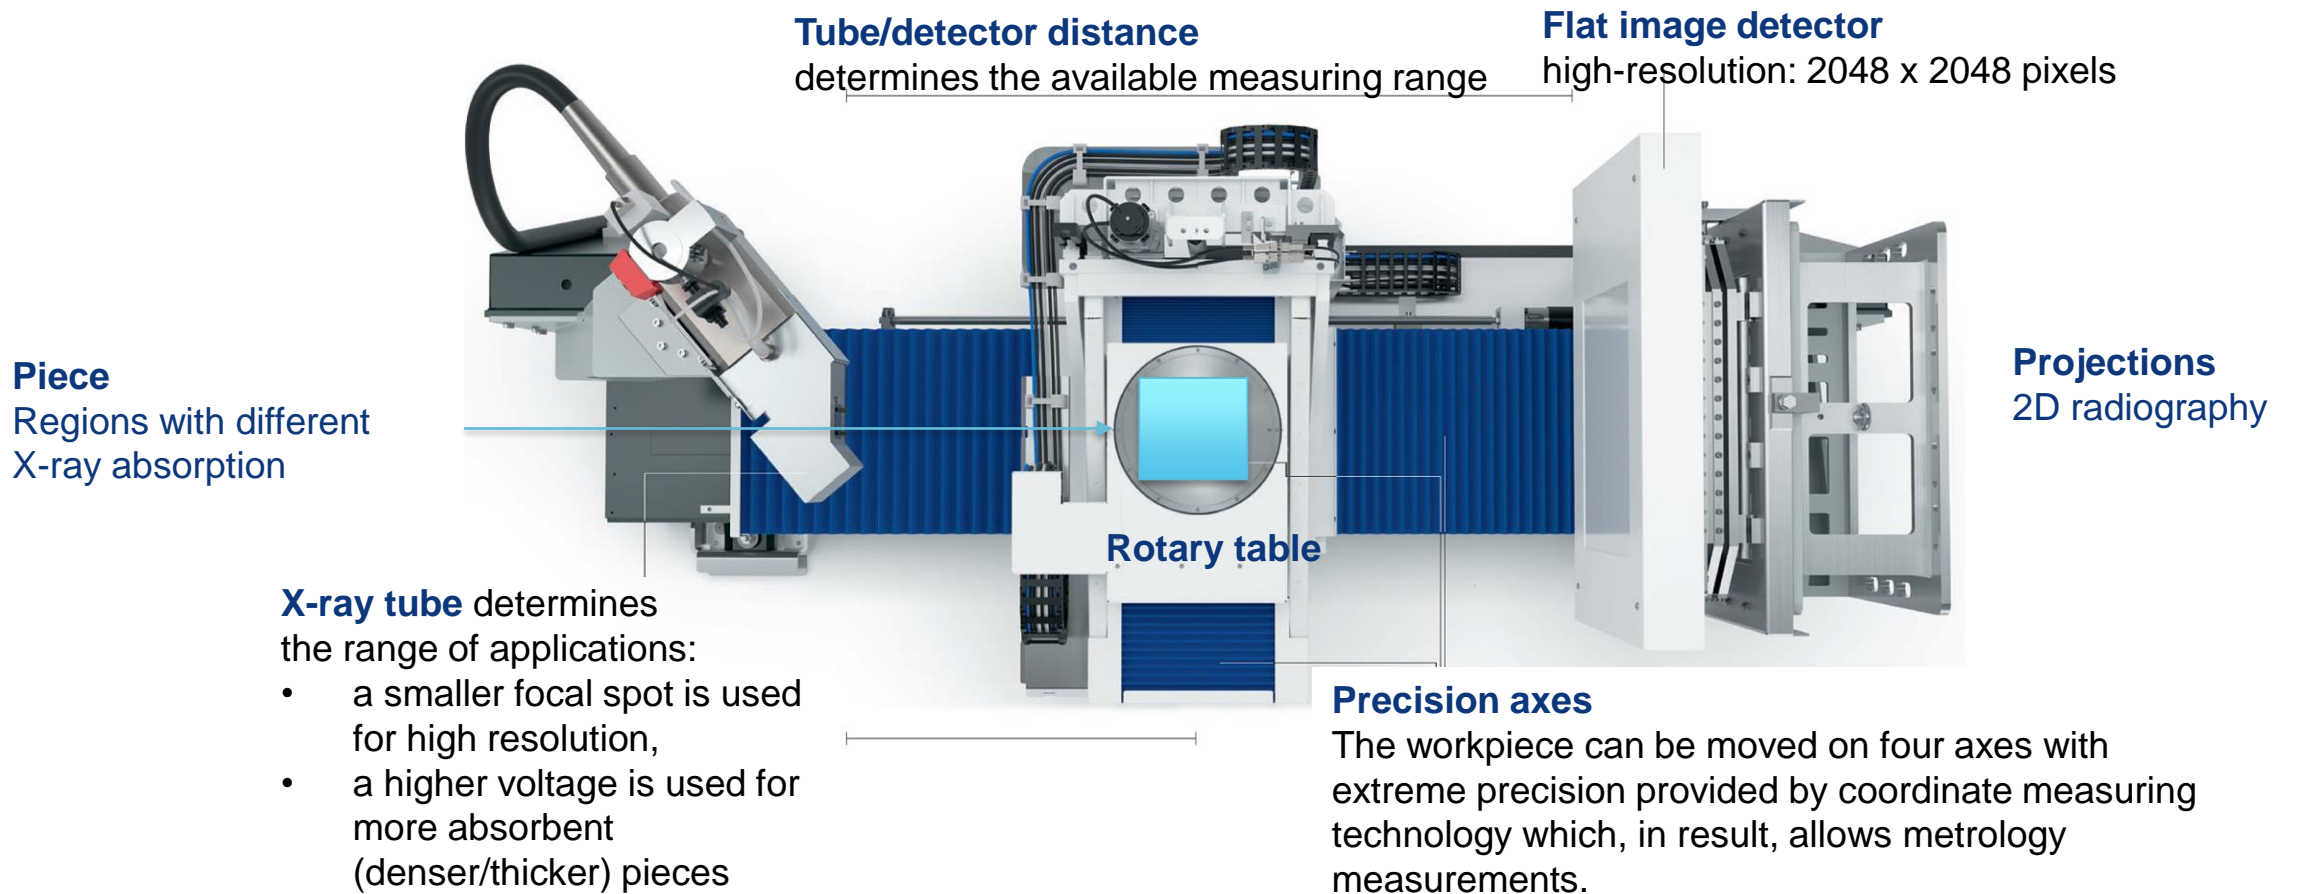 Tube/detector distance
determines the available measuring range
Flat image detector
high-resolution: 2048 x 2048 pixels
Piece
Regions with different
X-ray absorption
Projections
2D radiography
Rotary table
X-ray tube determines
the range of applications:
• a smaller focal spot is used
for high resolution,
• a higher voltage is used for
more absorbent
(denser/thicker) pieces
Precision axes
The workpiece can be moved on four axes with
extreme precision provided by coordinate measuring
technology which, in result, allows metrology
measurements.